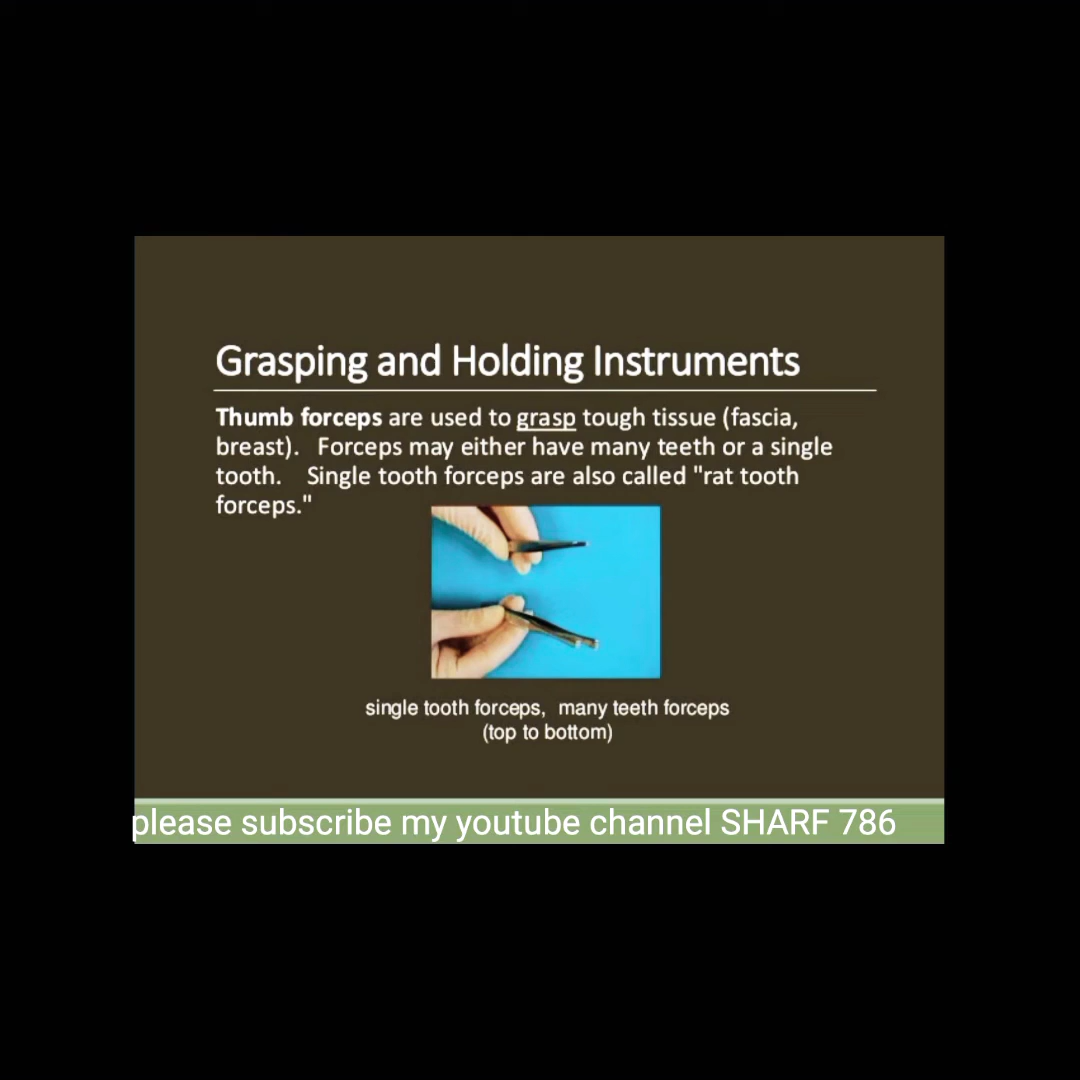 Grasping and Holding Instruments
Thumb forceps are used to grasp tough tissue (fascia,
breast).   Forceps may either have many teeth or a single
tooth.    Single tooth forceps are also called "rat tooth
forceps."
single tooth forceps,  many teeth forceps
(top to bottom)
please subscribe my youtube channel SHARF 786